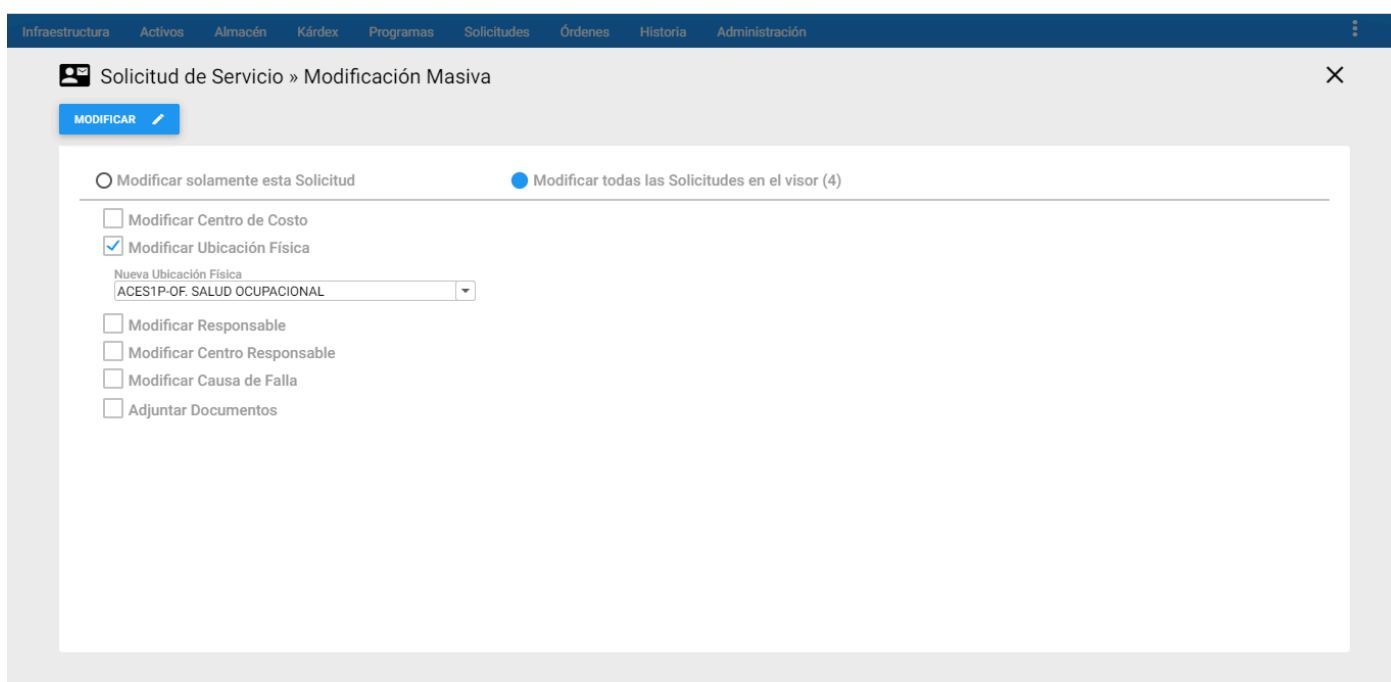 Infraestructura Activos Almacén Kárdex Programas Solicitudes Órdenes Historia Administración
Solicitud de Servicio » Modificación Masiva
MODIFICAR
Modificar solamente esta Solicitud Modificar todas las Solicitudes en el visor (4)
Modificar Centro de Costo
Modificar Ubicación Física
Nueva Ubicación Física
ACES1P-OF. SALUD OCUPACIONAL
Modificar Responsable
Modificar Centro Responsable
Modificar Causa de Falla
Adjuntar Documentos